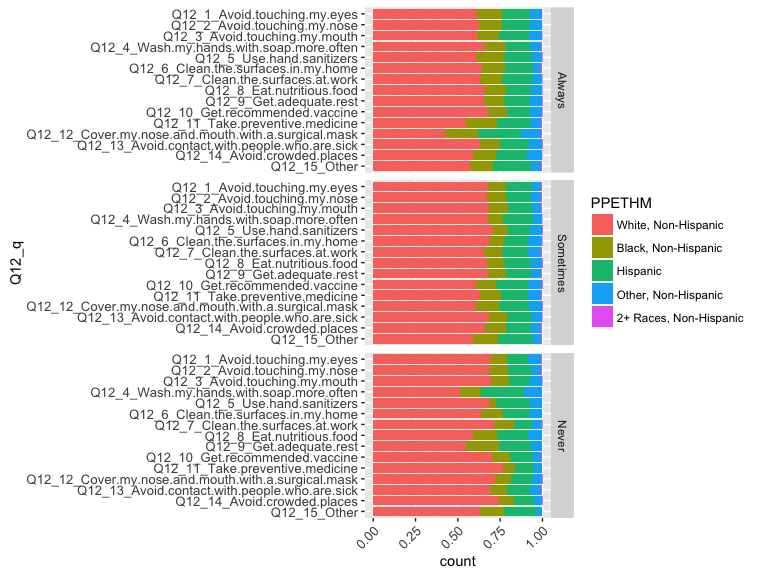 Q12_q
Q12_1_Avoid.touching.my.eyes
Q12_2_Avoid.touching.my.nose
Q12_3_Avoid.touching.my.mouth
Q12_4_Wash.my.hands.with.soap.more.often
Q12_5_Use.hand.sanitizers
Q12_6_Clean.the.surfaces.in.my.home
Q12_7_Clean.the.surfaces.at.work
Q12_8_Eat.nutritious.food
Q12_9_Get.adequate.rest
Q12_10_Get.recommended.vaccine
Q12_11_Take.preventive.medicine
Q12_12_Cover.my.nose.and.mouth.with.a.surgical.mask
Q12_13_Avoid.contact.with.people.who.are.sick
Q12_14_Avoid.crowded.places
Q12_15_Other
Always
Q12_1_Avoid.touching.my.eyes
Q12_2_Avoid.touching.my.nose
Q12_3_Avoid.touching.my.mouth
Q12_4_Wash.my.hands.with.soap.more.often
Q12_5_Use.hand.sanitizers
Q12_6_Clean.the.surfaces.in.my.home
Q12_7_Clean.the.surfaces.at.work
Q12_8_Eat.nutritious.food
Q12_9_Get.adequate.rest
Q12_10_Get.recommended.vaccine
Q12_11_Take.preventive.medicine
Q12_12_Cover.my.nose.and.mouth.with.a.surgical.mask
Q12_13_Avoid.contact.with.people.who.are.sick
Q12_14_Avoid.crowded.places
Q12_15_Other
Sometimes
Q12_1_Avoid.touching.my.eyes
Q12_2_Avoid.touching.my.nose
Q12_3_Avoid.touching.my.mouth
Q12_4_Wash.my.hands.with.soap.more.often
Q12_5_Use.hand.sanitizers
Q12_6_Clean.the.surfaces.in.my.home
Q12_7_Clean.the.surfaces.at.work
Q12_8_Eat.nutritious.food
Q12_9_Get.adequate.rest
Q12_10_Get.recommended.vaccine
Q12_11_Take.preventive.medicine
Q12_12_Cover.my.nose.and.mouth.with.a.surgical.mask
Q12_13_Avoid.contact.with.people.who.are.sick
Q12_14_Avoid.crowded.places
Q12_15_Other
Never
0.00 0.25 0.50 0.75 1.00
count
PPETHM
White, Non-Hispanic
Black, Non-Hispanic
Hispanic
Other, Non-Hispanic
2+ Races, Non-Hispanic